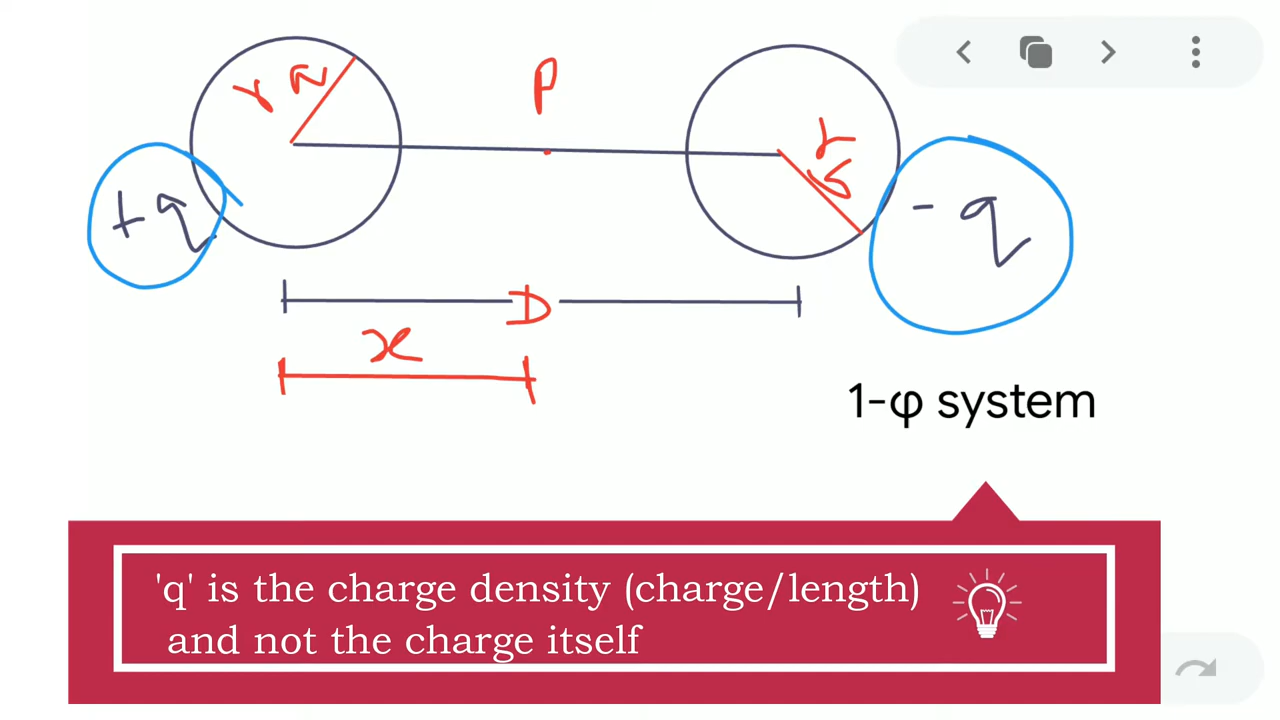 r a
P
r b
+q
-q
D
x
1-φ system
'q' is the charge density (charge/length)
and not the charge itself